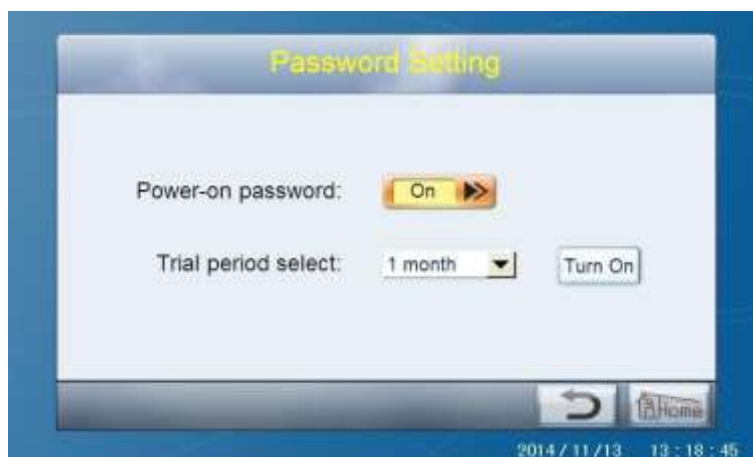 Password Setting
Power-on password: On
Trial period select: 1 month Turn On
Home
2014/11/13 13:18:45